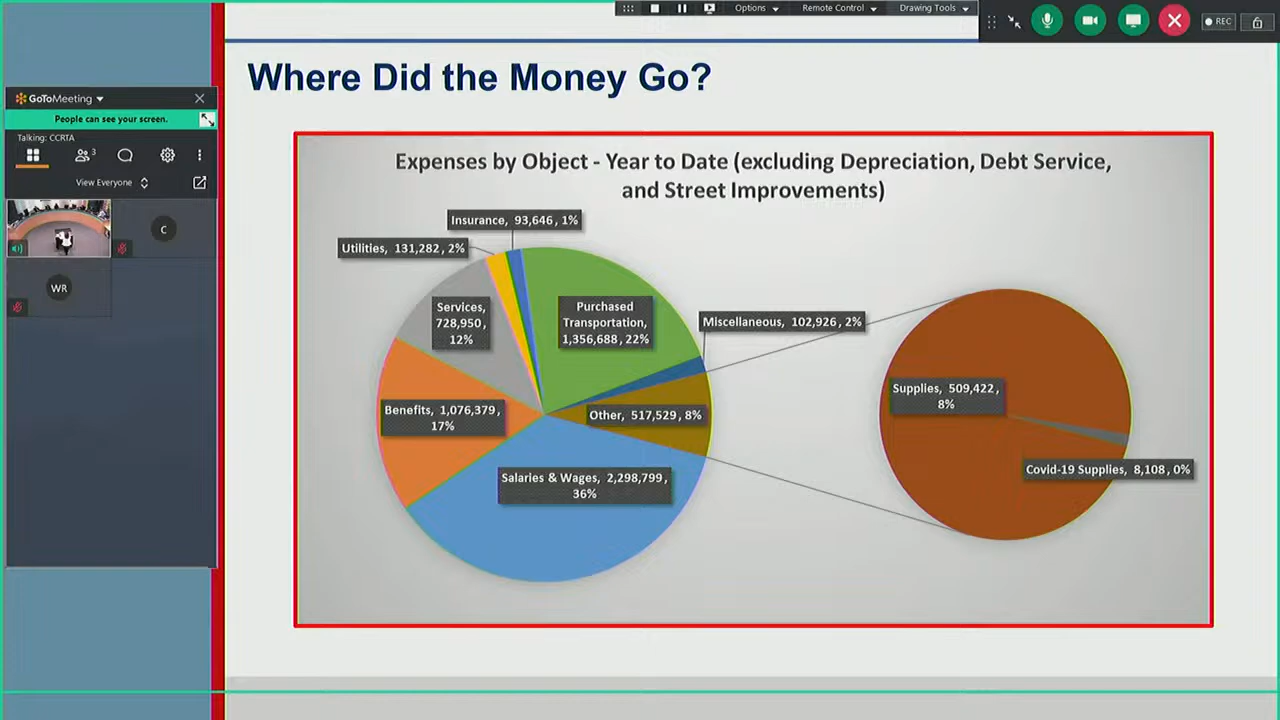 Options
Remote Control
Drawing Tools
REC
Where Did the Money Go?
GoToMeeting
People can see your screen.
Talking: CCRTA
3
View Everyone
C
WR
Expenses by Object - Year to Date (excluding Depreciation, Debt Service,
and Street Improvements)
Insurance, 93,646, 1%
Utilities, 131,282, 2%
Services,
728,950,
12%
Purchased
Transportation,
1,356,688, 22%
Miscellaneous, 102,926, 2%
Benefits, 1,076,379,
17%
Other, 517,529, 8%
Supplies, 509,422,
8%
Salaries & Wages, 2,298,799,
36%
Covid-19 Supplies, 8,108, 0%